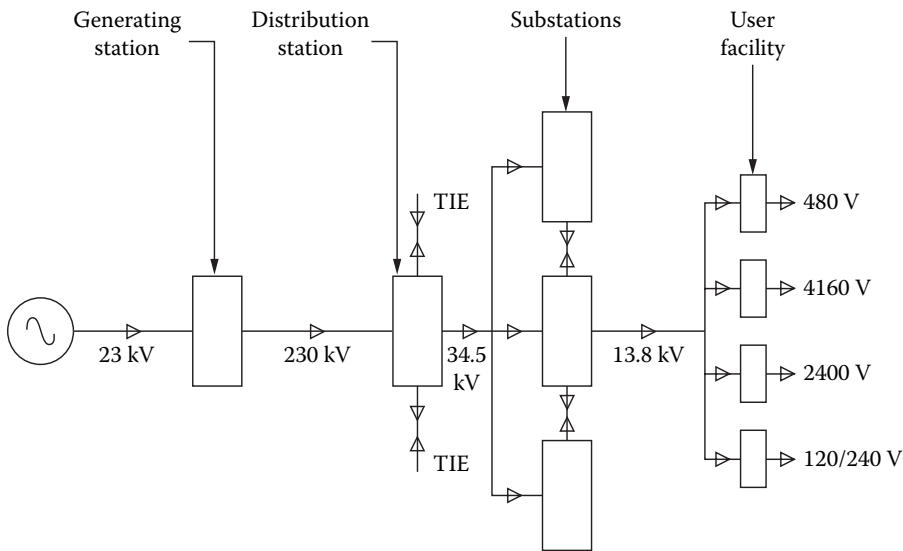 Generating
station
Distribution
station
Substations
User
facility
TIE
480 V
4160 V
23 kV
230 kV
34.5
kV
13.8 kV
2400 V
TIE
120/240 V